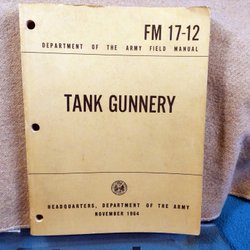 FM 17-12
DEPARTMENT OF THE ARMY FIELD MANUAL
TANK GUNNERY
HEADQUARTERS, DEPARTMENT OF THE ARMY
NOVEMBER 1964